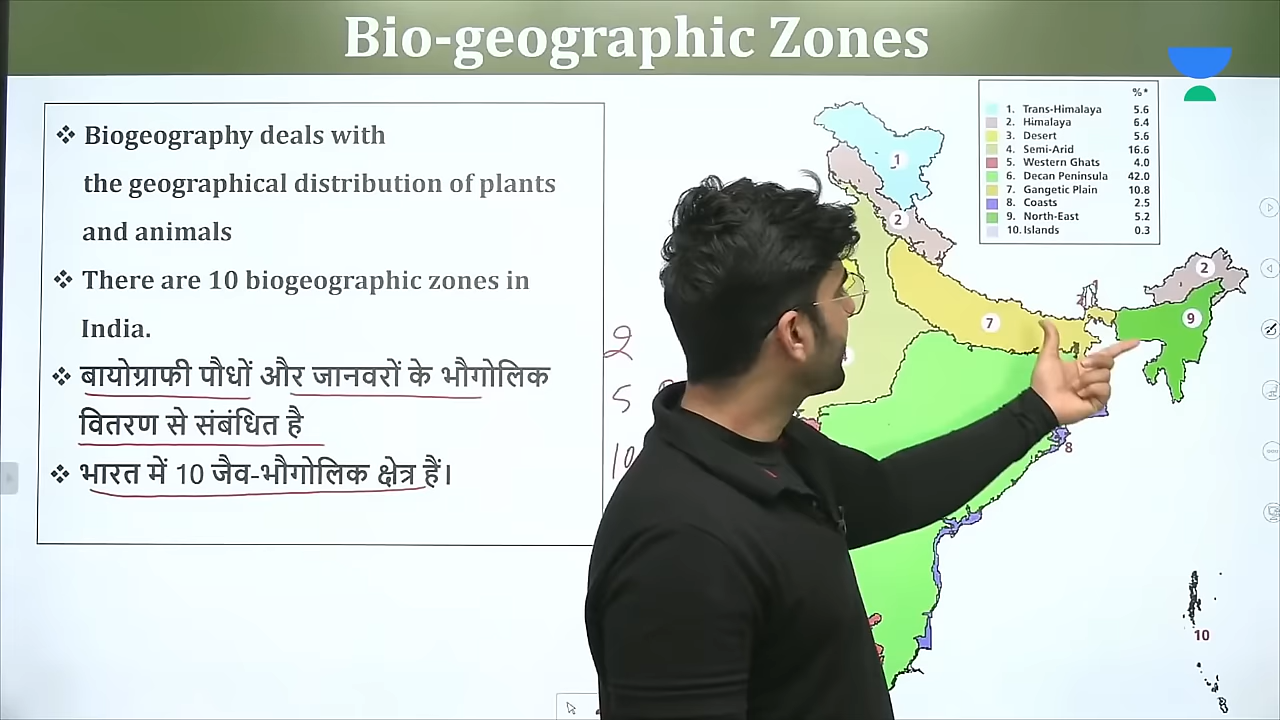 Bio-geographic Zones
❖ Biogeography deals with
the geographical distribution of plants
and animals
❖ There are 10 biogeographic zones in
India.
❖ बायोग्राफी पौधों और जानवरों के भौगोलिक
वितरण से संबंधित है
❖ भारत में 10 जैव-भौगोलिक क्षेत्र हैं।
2
5
10
%*
1. Trans-Himalaya 5.6
2. Himalaya 6.4
3. Desert 5.6
4. Semi-Arid 16.6
5. Western Ghats 4.0
6. Decan Peninsula 42.0
7. Gangetic Plain 10.8
8. Coasts 2.5
9. North-East 5.2
10. Islands 0.3
1
2
2
7
9
8
10